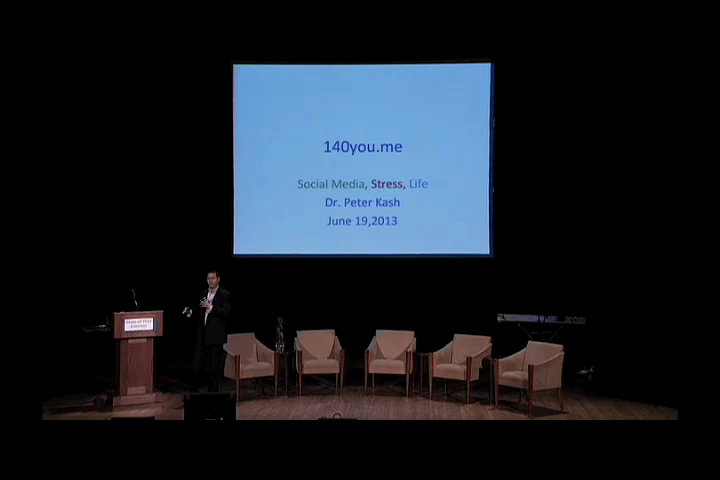 140you.me
Social Media, Stress, Life
Dr. Peter Kash
June 19,2013